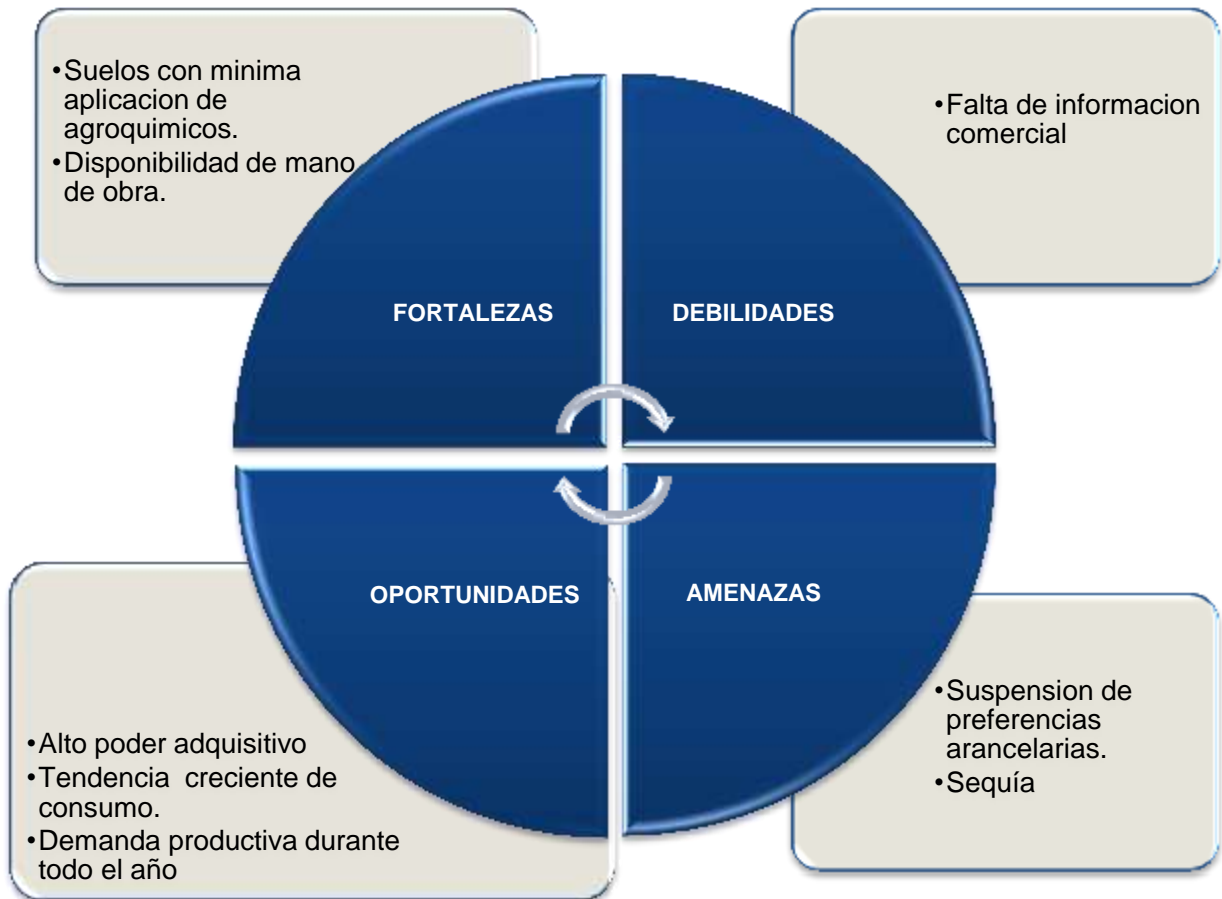 •Suelos con minima
aplicacion de
agroquimicos.
•Disponibilidad de mano
de obra.
•Falta de informacion
comercial
FORTALEZAS
DEBILIDADES
OPORTUNIDADES
AMENAZAS
•Alto poder adquisitivo
•Tendencia creciente de
consumo.
•Demanda productiva durante
todo el año
•Suspension de
preferencias
arancelarias.
•Sequía